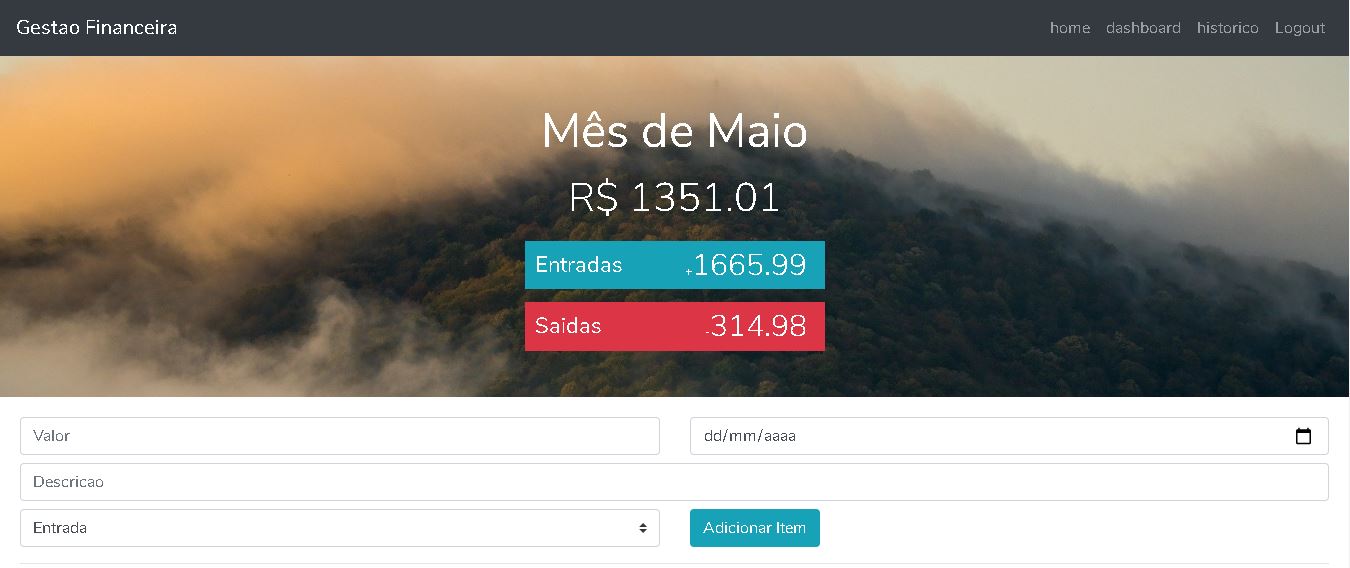 Gestao Financeira home dashboard historico Logout
Mês de Maio
R$ 1351.01
Entradas +1665.99
Saidas -314.98
Valor dd/mm/aaaa
Descricao
Entrada Adicionar Item